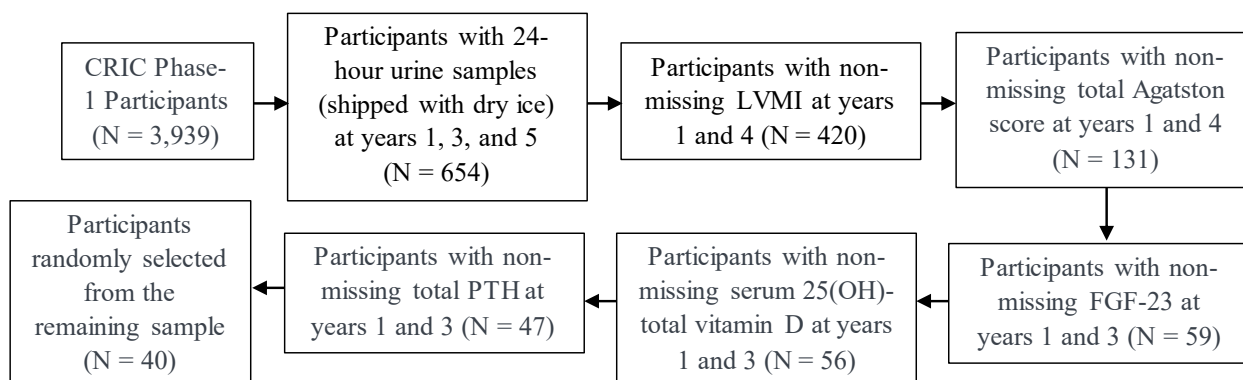 CRIC Phase-
1 Participants
(N = 3,939)
Participants with 24-
hour urine samples
(shipped with dry ice)
at years 1, 3, and 5
(N = 654)
Participants with non-
missing LVMI at years
1 and 4 (N = 420)
Participants with non-
missing total Agatston
score at years 1 and 4
(N = 131)
Participants with non-
missing FGF-23 at
years 1 and 3 (N = 59)
Participants with non-
missing serum 25(OH)-
total vitamin D at years
1 and 3 (N = 56)
Participants with non-
missing total PTH at
years 1 and 3 (N = 47)
Participants
randomly selected
from the
remaining sample
(N = 40)